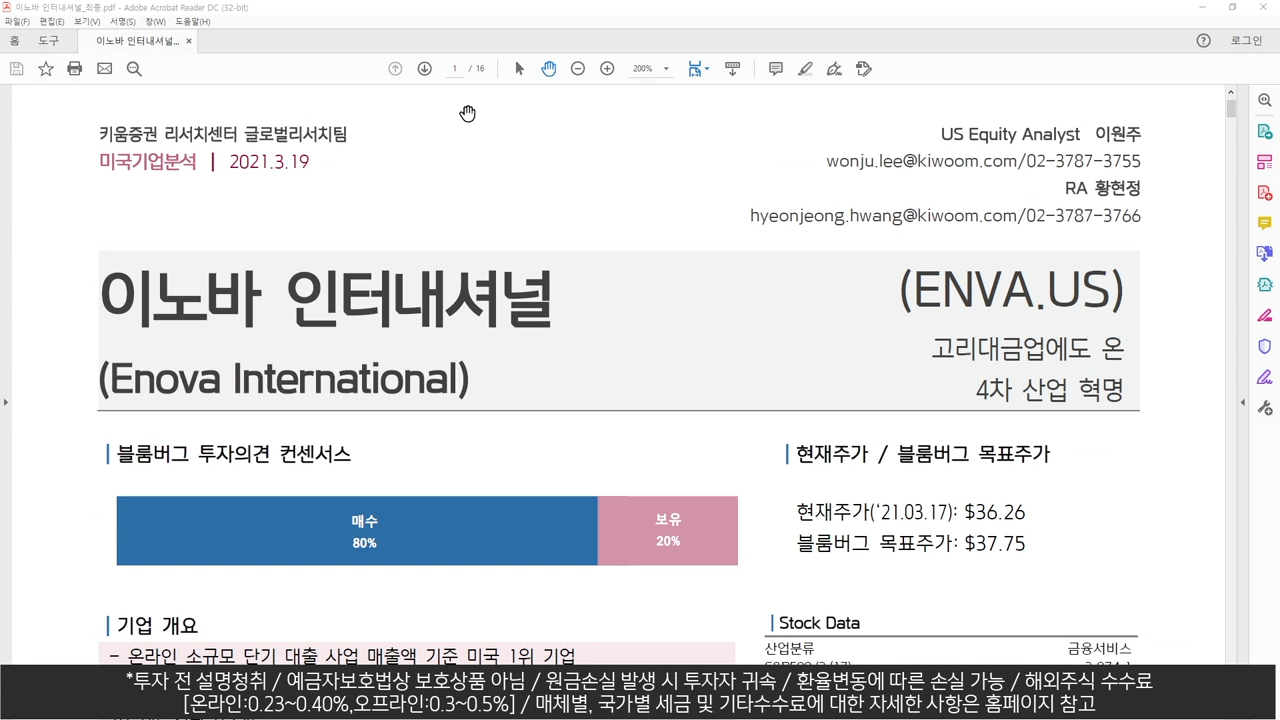 이노바 인터내셔널_최종.pdf - Adobe Acrobat Reader DC (32-bit)
파일(F) 편집(E) 보기(V) 서명(S) 창(W) 도움말(H)
홈 도구 이노바 인터내셔널... × 로그인
1 / 16 200%
키움증권 리서치센터 글로벌리서치팀
미국기업분석 | 2021.3.19
US Equity Analyst 이원주
wonju.lee@kiwoom.com/02-3787-3755
RA 황현정
hyeonjeong.hwang@kiwoom.com/02-3787-3766
이노바 인터내셔널
(Enova International)
(ENVA.US)
고리대금업에도 온
4차 산업 혁명
블룸버그 투자의견 컨센서스
매수
80%
보유
20%
현재주가 / 블룸버그 목표주가
현재주가('21.03.17): $36.26
블룸버그 목표주가: $37.75
기업 개요
- 온라인 소규모 단기 대출 사업 매출액 기준 미국 1위 기업
Stock Data
산업분류 금융서비스
*투자 전 설명청취 / 예금자보호법상 보호상품 아님 / 원금손실 발생 시 투자자 귀속 / 환율변동에 따른 손실 가능 / 해외주식 수수료
[온라인:0.23~0.40%,오프라인:0.3~0.5%] / 매체별, 국가별 세금 및 기타수수료에 대한 자세한 사항은 홈페이지 참고